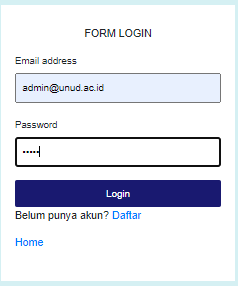 FORM LOGIN
Email address
admin@unud.ac.id
Password
•••••
Login
Belum punya akun? Daftar
Home